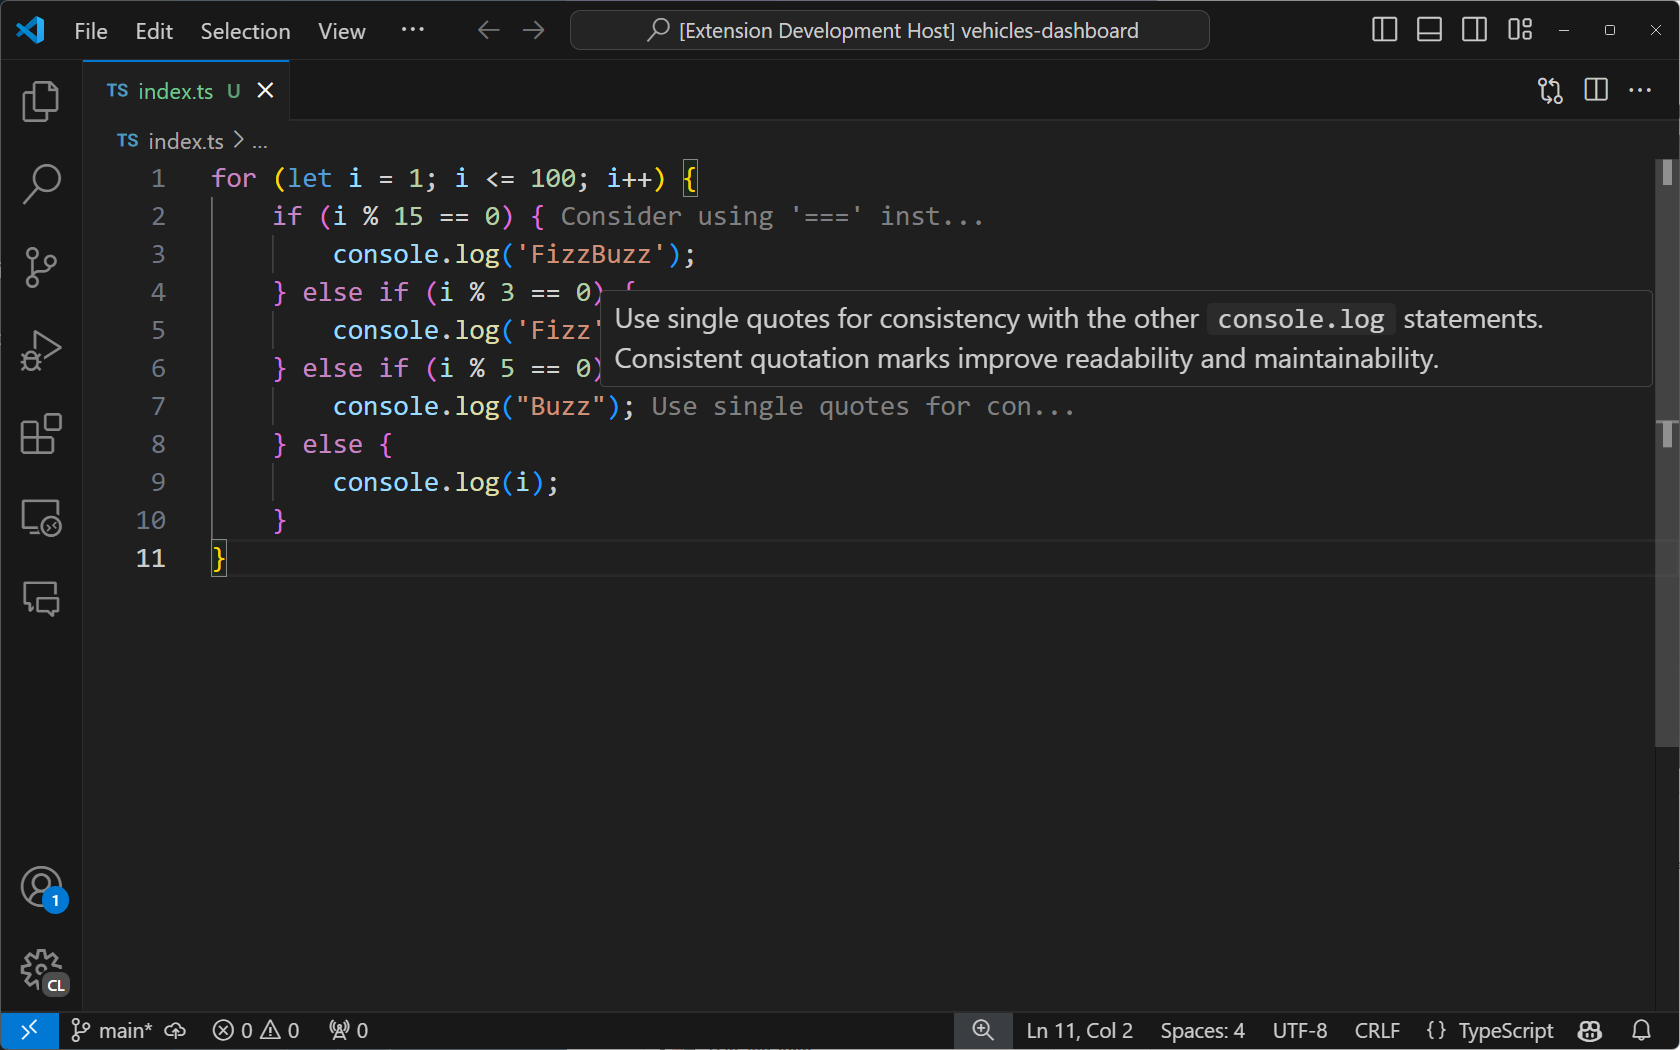 File Edit Selection View ··· [Extension Development Host] vehicles-dashboard
TS index.ts U
TS index.ts > ...
1 for (let i = 1; i <= 100; i++) {
2 if (i % 15 == 0) { Consider using '===' inst...
3 console.log('FizzBuzz');
4 } else if (i % 3 == 0) {
5 console.log('Fizz'
6 } else if (i % 5 == 0)
Use single quotes for consistency with the other console.log statements.
Consistent quotation marks improve readability and maintainability.
7 console.log("Buzz"); Use single quotes for con...
8 } else {
9 console.log(i);
10 }
11 }
1
CL
main* 0 0 0 Ln 11, Col 2 Spaces: 4 UTF-8 CRLF {} TypeScript